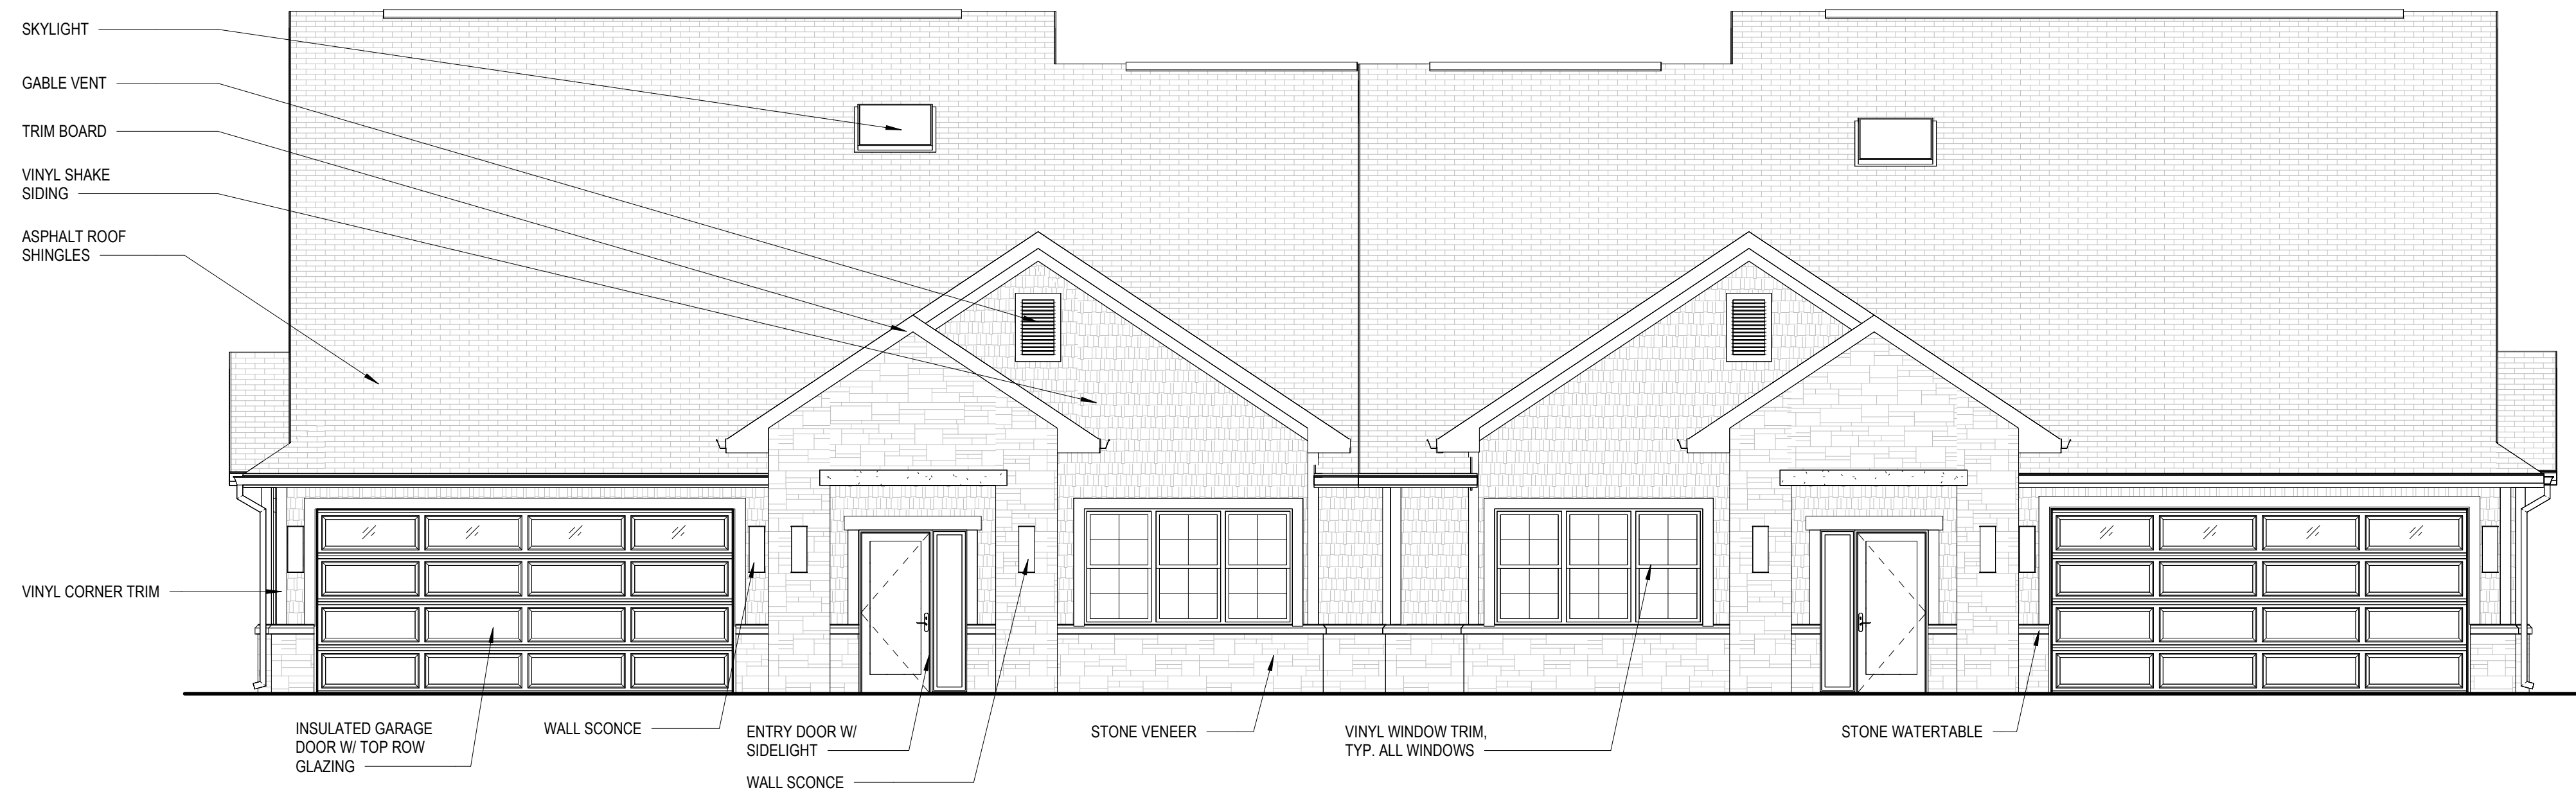 SKYLIGHT
GABLE VENT
TRIM BOARD
VINYL SHAKE
SIDING
ASPHALT ROOF
SHINGLES
VINYL CORNER TRIM
INSULATED GARAGE
DOOR W/ TOP ROW
GLAZING
WALL SCONCE
ENTRY DOOR W/
SIDELIGHT
WALL SCONCE
STONE VENEER
VINYL WINDOW TRIM,
TYP. ALL WINDOWS
STONE WATERTABLE